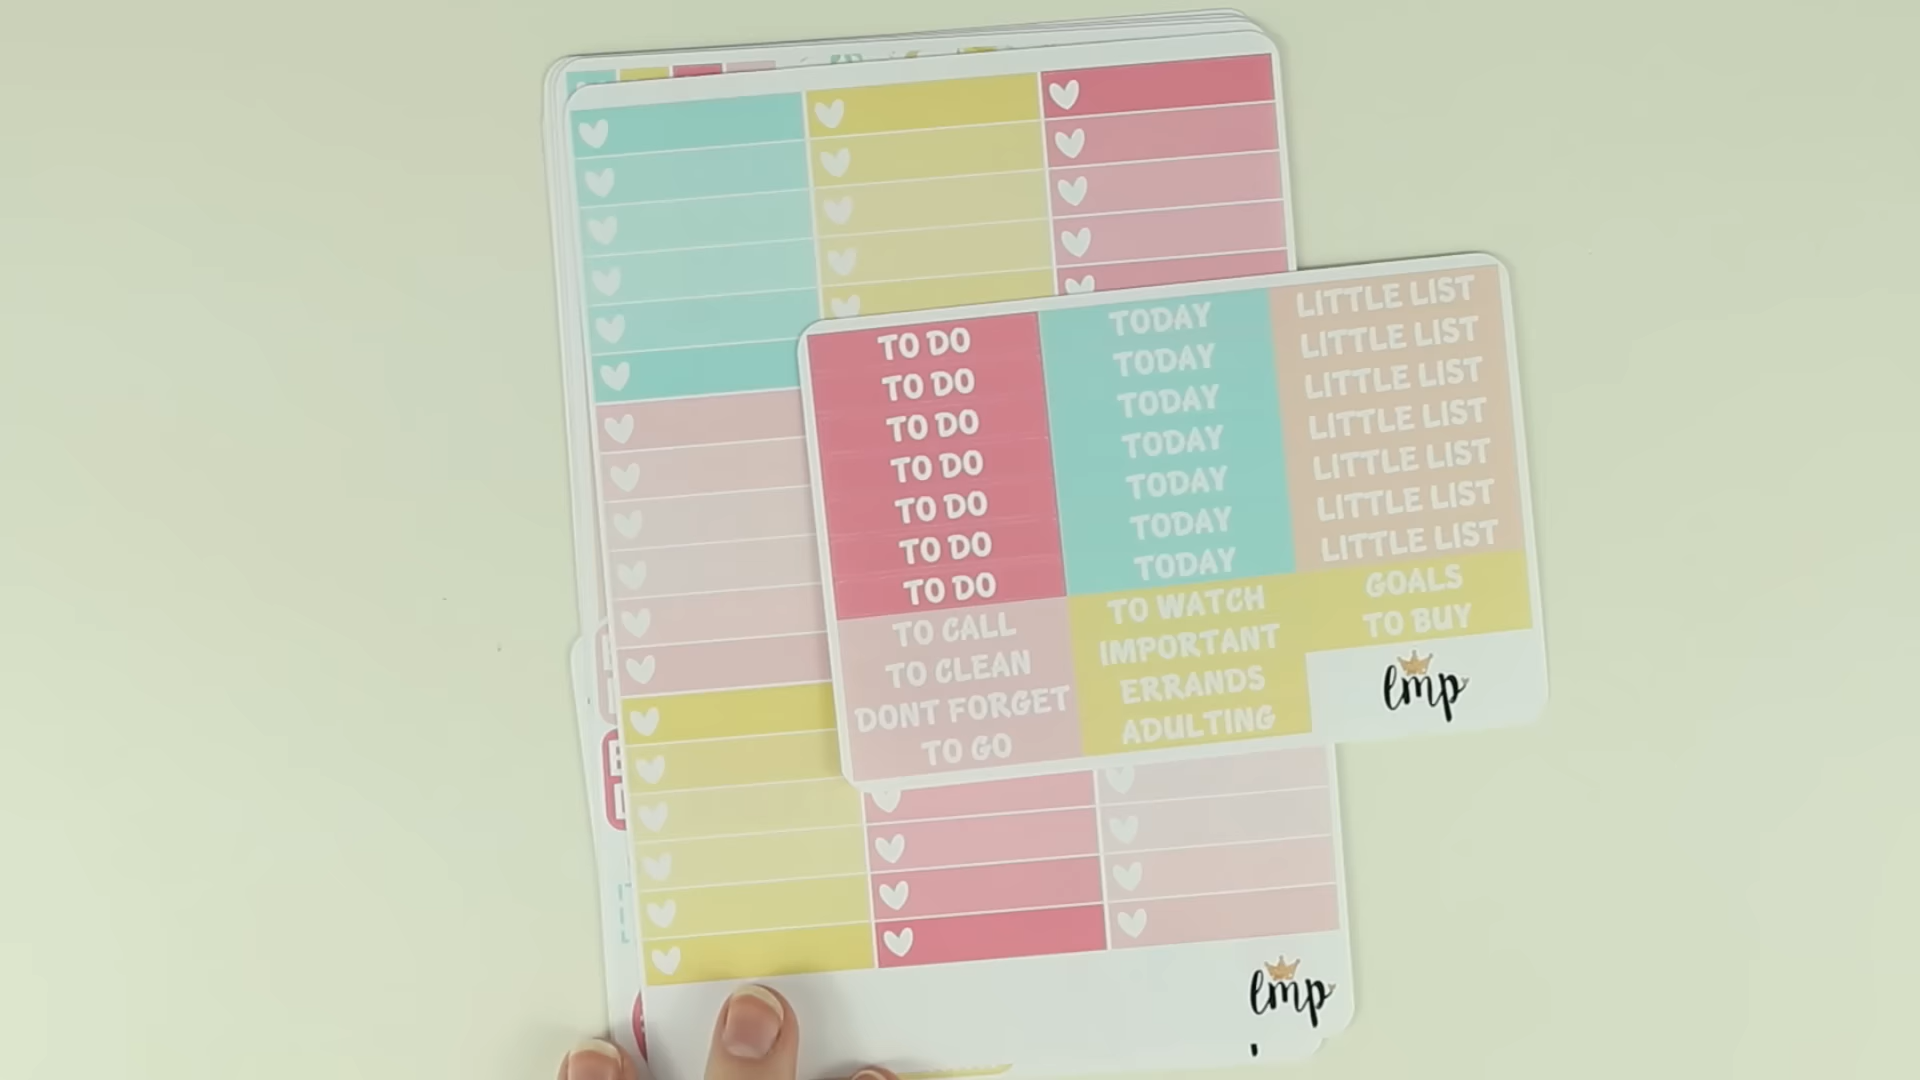 TO DO
TO DO
TO DO
TO DO
TO DO
TO DO
TO DO
TO CALL
TO CLEAN
DONT FORGET
TO GO
TODAY
TODAY
TODAY
TODAY
TODAY
TODAY
TODAY
TO WATCH
IMPORTANT
ERRANDS
ADULTING
LITTLE LIST
LITTLE LIST
LITTLE LIST
LITTLE LIST
LITTLE LIST
LITTLE LIST
LITTLE LIST
GOALS
TO BUY
lmp
lmp